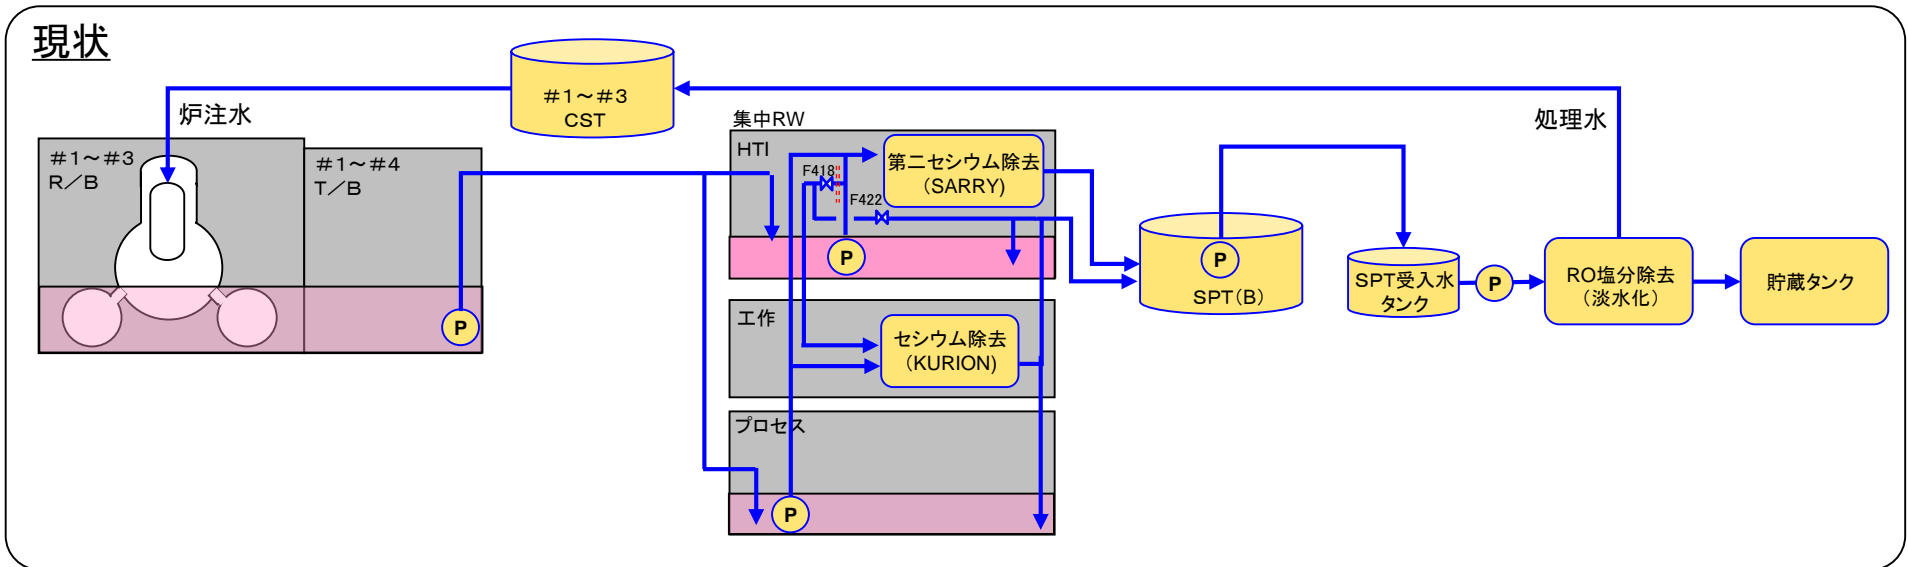 現状
#1~#3
CST
炉注水
処理水
集中RW
#1~#3
R/B
#1~#4
T/B
HTI
F418
第二セシウム除去
(SARRY)
F422
P
P
P
SPT(B)
SPT受入水
タンク
P
RO塩分除去
(淡水化)
貯蔵タンク
工作
セシウム除去
(KURION)
プロセス
P